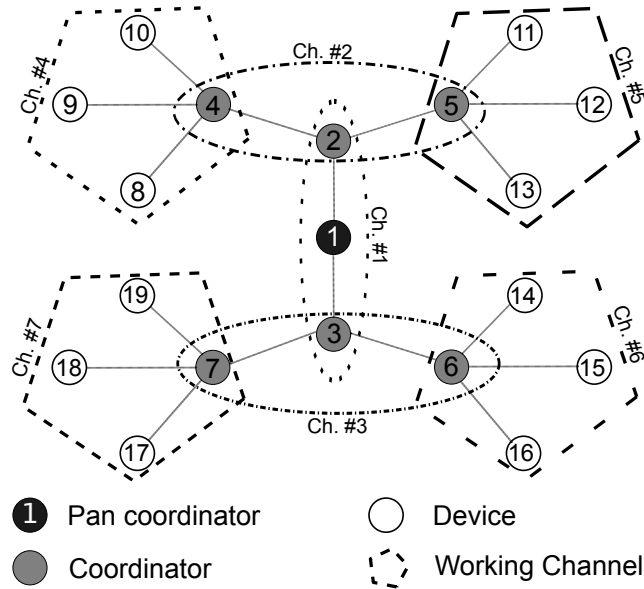 10
11
Ch. #2
Ch. #4
Ch. #5
9
4
5
12
2
8
13
1
Ch. #1
19
14
3
Ch. #7
Ch. #6
18
7
6
15
Ch. #3
17
16
1 Pan coordinator
Device
Coordinator
Working Channel